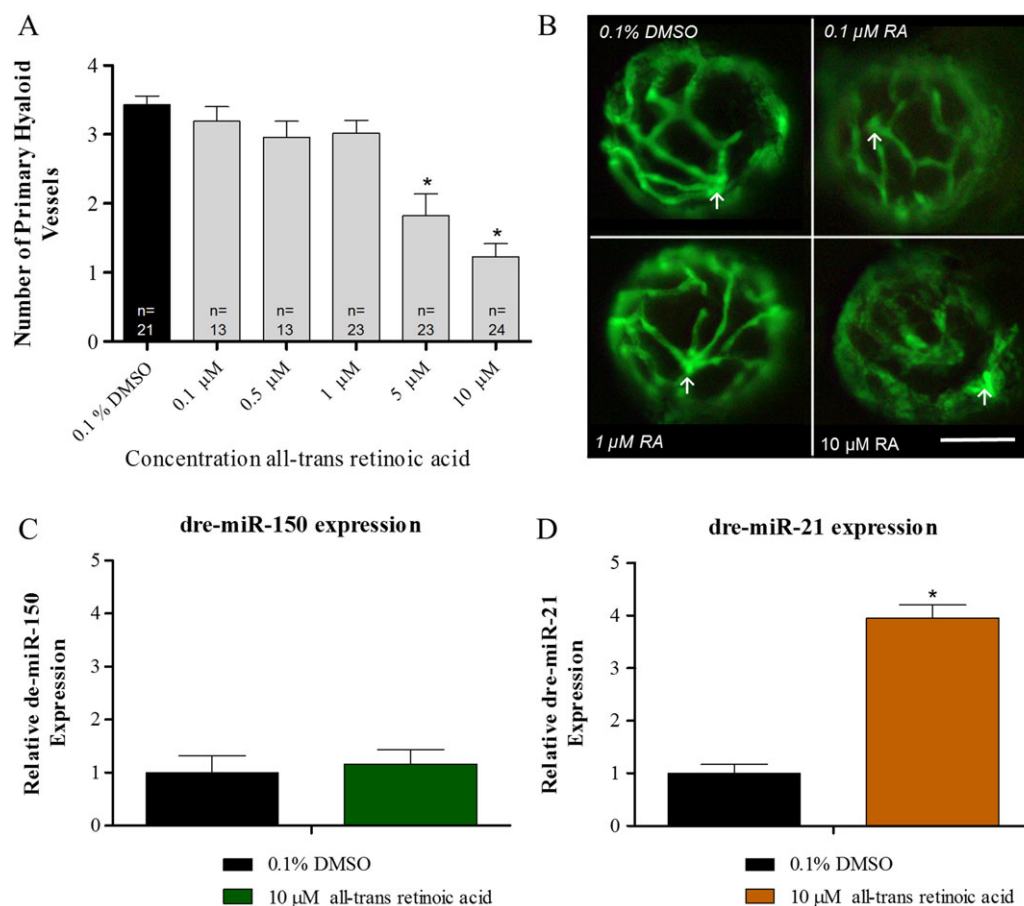 A
Number of Primary Hyaloid
Vessels
4
3
2
1
0
*
*
n=
21
n=
13
n=
13
n=
23
n=
23
n=
24
0.1 % DMSO
0.1 µM
0.5 µM
1 µM
5 µM
10 µM
Concentration all-trans retinoic acid
B
0.1% DMSO
0.1 µM RA
1 µM RA
10 µM RA
C
dre-miR-150 expression
Relative de-miR-150
Expression
5
4
3
2
1
0
0.1% DMSO
10 µM all-trans retinoic acid
D
dre-miR-21 expression
Relative dre-miR-21
Expression
5
4
3
2
1
0
*
0.1% DMSO
10 µM all-trans retinoic acid